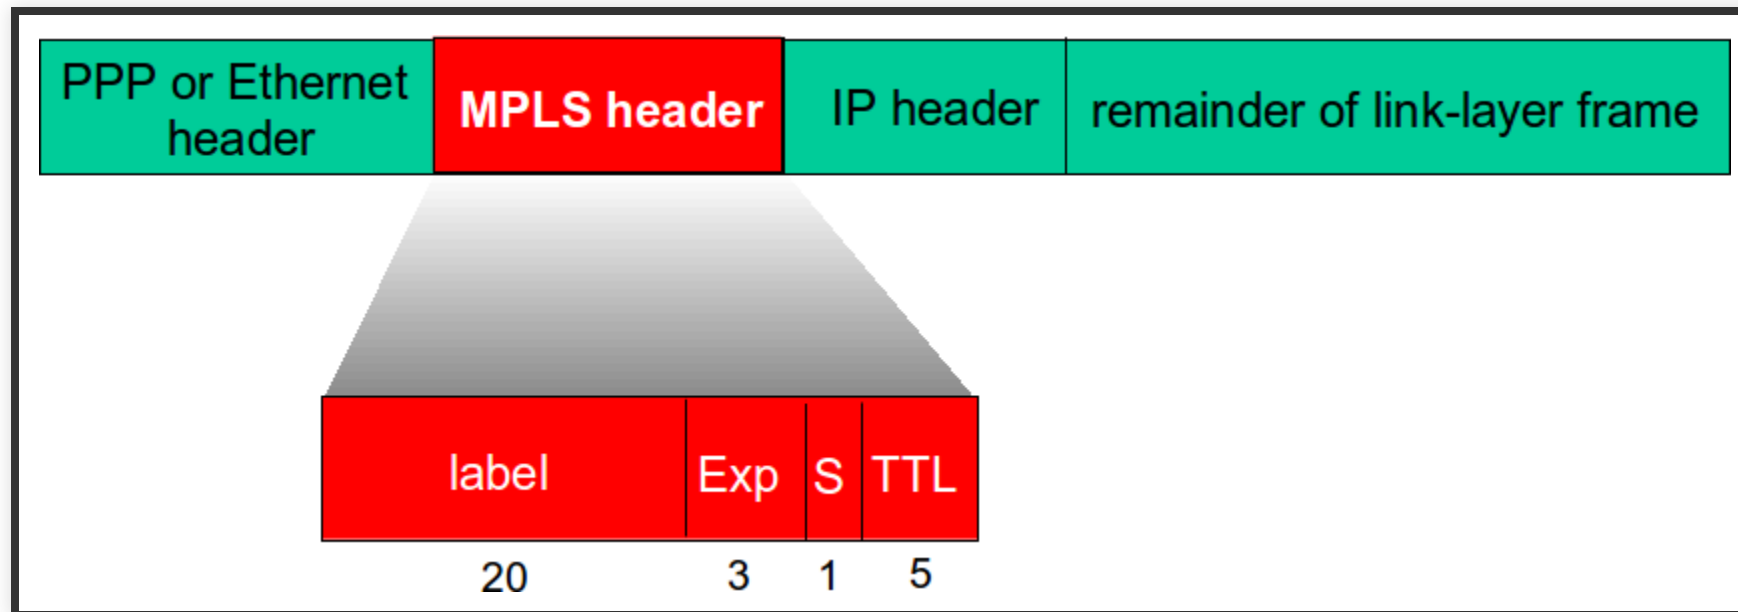 PPP or Ethernet
header
MPLS header
IP header
remainder of link-layer frame
label
Exp
S
TTL
20
3
1
5